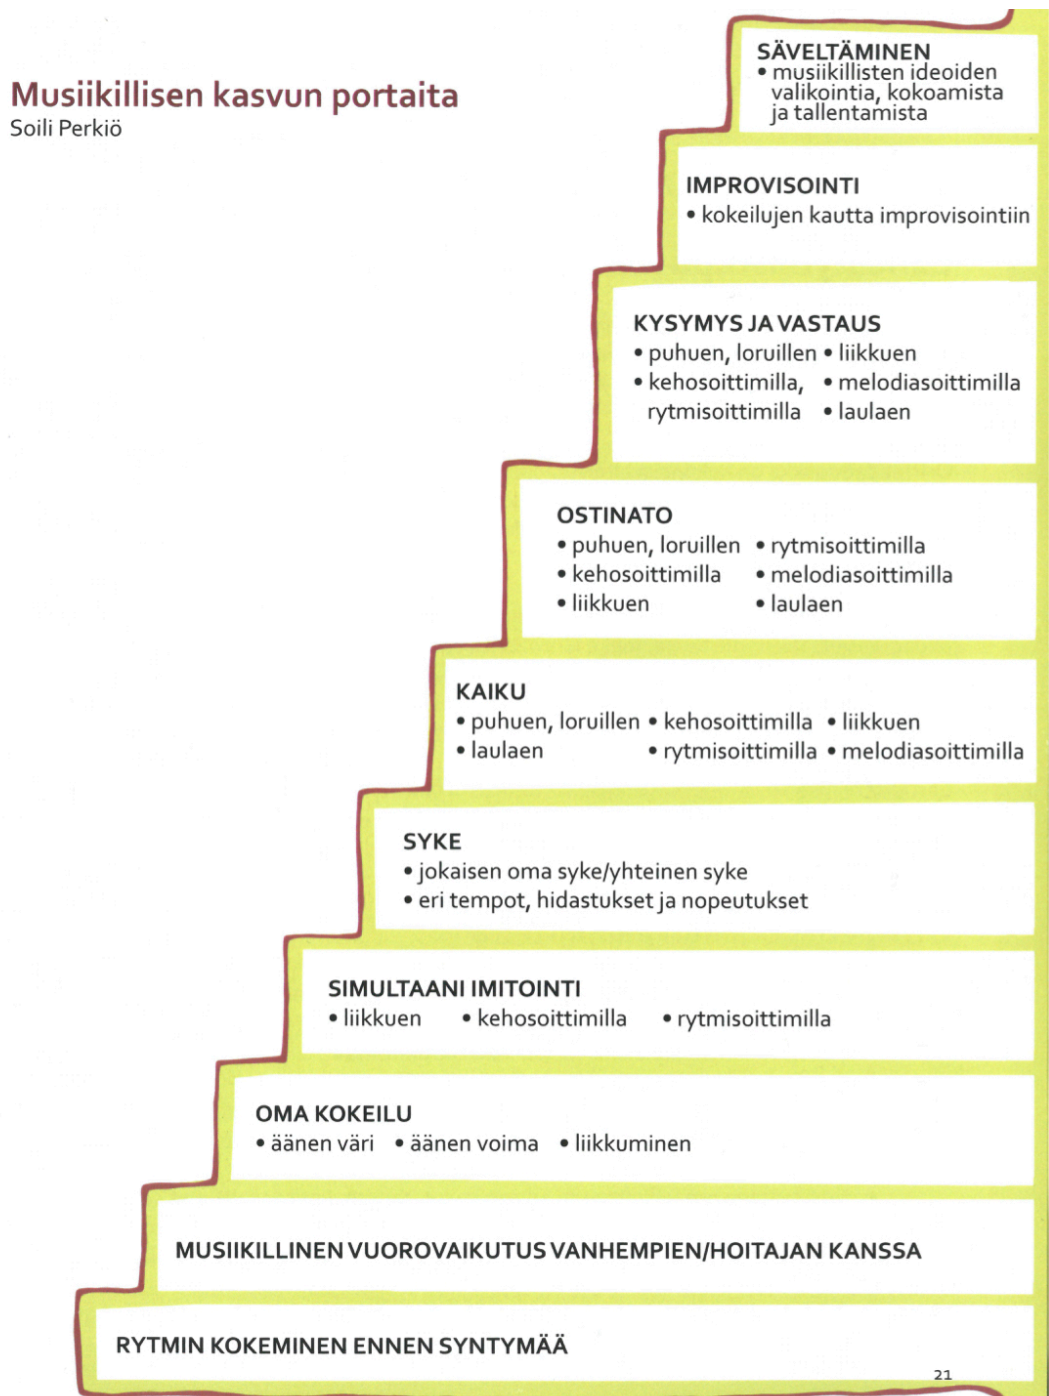 Musiikillisen kasvun portaita
Soili Perkiö
SÄVELTÄMINEN
• musiikillisten ideoiden
valikointia, kokoamista
ja tallentamista
IMPROVISOINTI
• kokeilujen kautta improvisointiin
KYSYMYS JA VASTAUS
• puhuen, loruillen • liikkuen
• kehosoittimilla, • melodiasoittimilla
rytmisoittimilla • laulaen
OSTINATO
• puhuen, loruillen • rytmisoittimilla
• kehosoittimilla • melodiasoittimilla
• liikkuen • laulaen
KAIKU
• puhuen, loruillen • kehosoittimilla • liikkuen
• laulaen • rytmisoittimilla • melodiasoittimilla
SYKE
• jokaisen oma syke/yhteinen syke
• eri tempot, hidastukset ja nopeutukset
SIMULTAANI IMITOINTI
• liikkuen • kehosoittimilla • rytmisoittimilla
OMA KOKEILU
• äänen väri • äänen voima • liikkuminen
MUSIIKILLINEN VUOROVAIKUTUS VANHEMPIEN/HOITAJAN KANSSA
RYTMIN KOKEMINEN ENNEN SYNTYMÄÄ
21